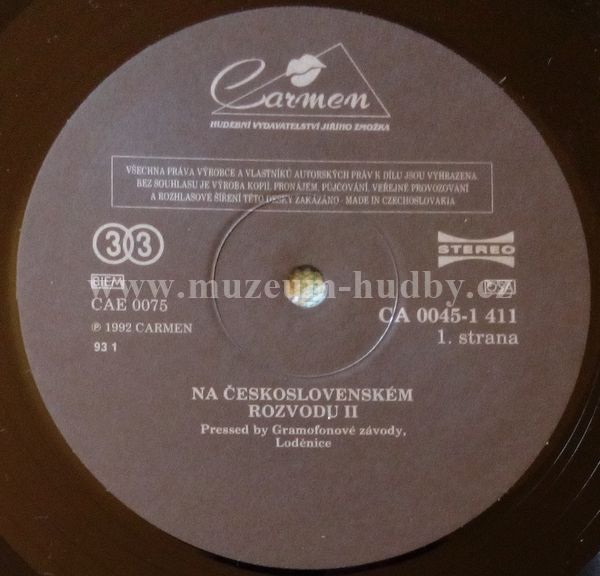 Carmen
HUDEBNÍ VYDAVATELSTVÍ JIŘÍHO ZMOŽKA
VŠECHNA PRÁVA VÝROBCE A VLASTNÍKŮ AUTORSKÝCH PRÁV K DÍLU JSOU VYHRAZENA
BEZ SOUHLASU JE VÝROBA KOPIÍ, PRONÁJEM, PŮJČOVÁNÍ, VEŘEJNÉ PROVOZOVÁNÍ
A ROZHLASOVÉ ŠÍŘENÍ TÉTO DESKY ZAKÁZÁNO - MADE IN CZECHOSLOVAKIA
33
STEREO
BIEM
OSA
www.muzeum-hudby.cz
CAE 0075
CA 0045-1 411
℗ 1992 CARMEN
1. strana
93 1
NA ČESKOSLOVENSKÉM
ROZVODU II
Pressed by Gramofonové závody,
Loděnice